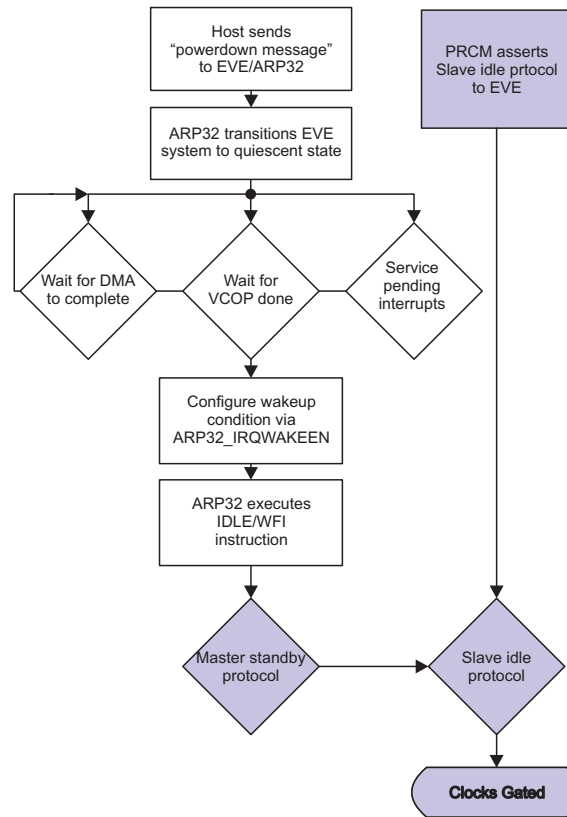 Host sends
“powerdown message”
to EVE/ARP32
PRCM asserts
Slave idle prtocol
to EVE
ARP32 transitions EVE
system to quiescent state
Wait for DMA
to complete
Wait for
VCOP done
Service
pending
interrupts
Configure wakeup
condition via
ARP32_IRQWAKEEN
ARP32 executes
IDLE/WFI
instruction
Master standby
protocol
Slave idle
protocol
Clocks Gated